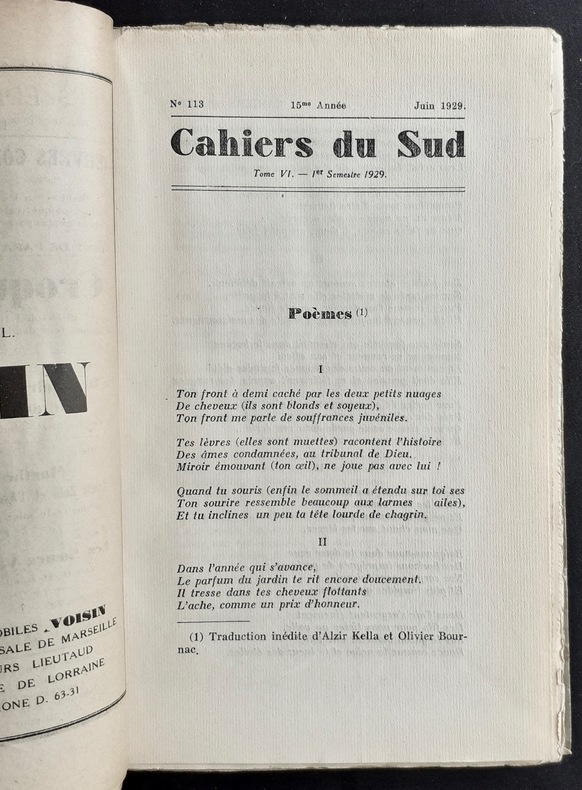 L.
IN
OBILES VOISIN
SALE DE MARSEILLE
URS LIEUTAUD
E DE LORRAINE
ONE D. 63-31
N° 113 15me Année Juin 1929.
Cahiers du Sud
Tome VI. — 1er Semestre 1929.
Poèmes (1)
I
Ton front à demi caché par les deux petits nuages
De cheveux (ils sont blonds et soyeux),
Ton front me parle de souffrances juvéniles.
Tes lèvres (elles sont muettes) racontent l'histoire
Des âmes condamnées, au tribunal de Dieu.
Miroir émouvant (ton œil), ne joue pas avec lui !
Quand tu souris (enfin le sommeil a étendu sur toi ses
Ton sourire ressemble beaucoup aux larmes ailes),
Et tu inclines un peu ta tête lourde de chagrin.
II
Dans l'année qui s'avance,
Le parfum du jardin te rit encore doucement.
Il tresse dans tes cheveux flottants
L'ache, comme un prix d'honneur.
(1) Traduction inédite d'Alzir Kella et Olivier Bour-
nac.